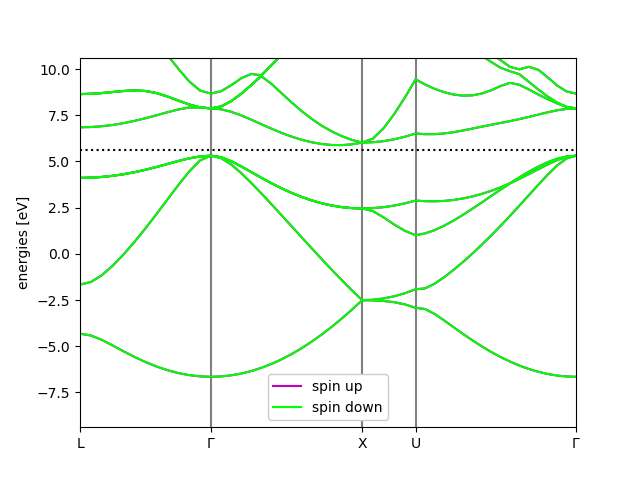 energies [eV]
10.0
7.5
5.0
2.5
0.0
−2.5
−5.0
−7.5
spin up
spin down
L Γ X U Γ